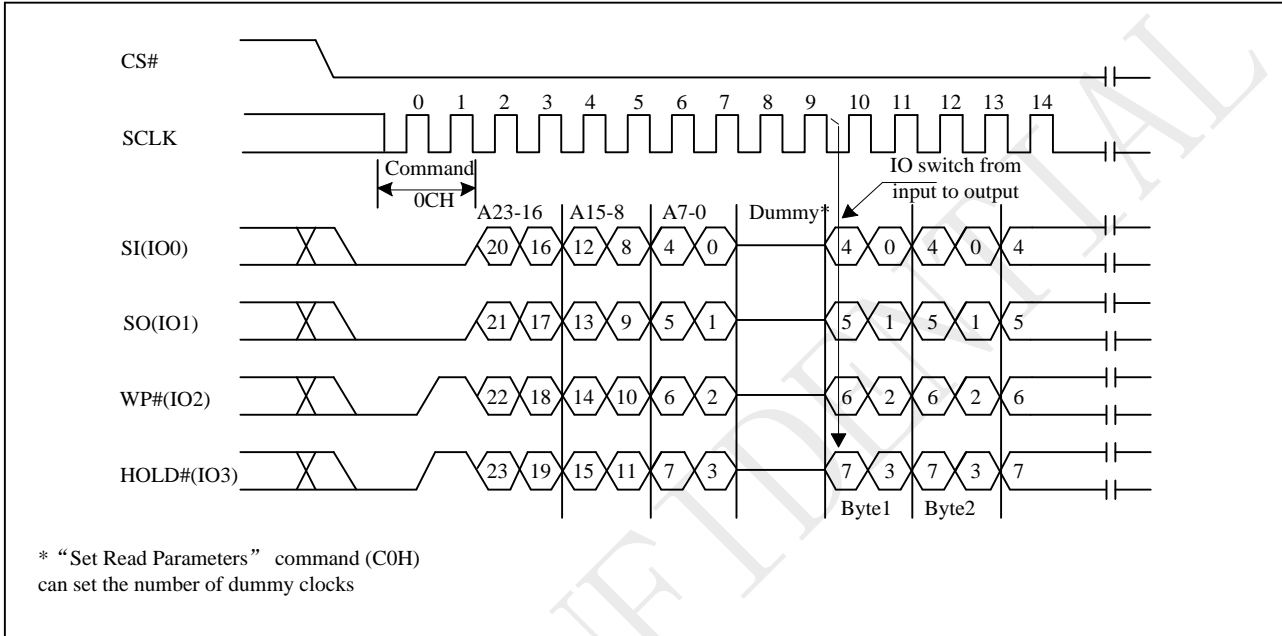 CS#
0 1 2 3 4 5 6 7 8 9 10 11 12 13 14
SCLK
Command
0CH
IO switch from
input to output
A23-16 A15-8 A7-0 Dummy*
SI(IO0) 20 16 12 8 4 0 4 0 4 0 4
SO(IO1) 21 17 13 9 5 1 5 1 5 1 5
WP#(IO2) 22 18 14 10 6 2 6 2 6 2 6
HOLD#(IO3) 23 19 15 11 7 3 7 3 7 3 7
Byte1 Byte2
* “Set Read Parameters” command (C0H)
can set the number of dummy clocks